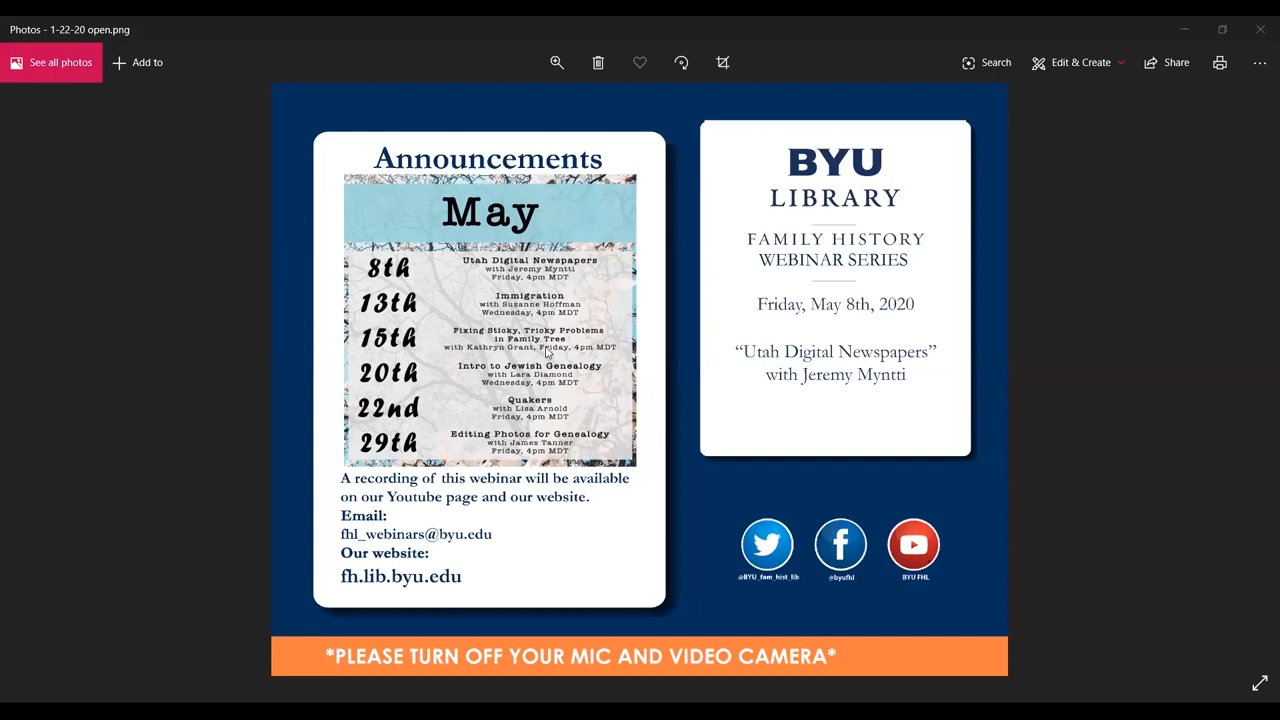 Photos - 1-22-20 open.png
See all photos
Add to
Search
Edit & Create
Share
Announcements
May
8th
Utah Digital Newspapers
with Jeremy Myntti
Friday, 4pm MDT
13th
Immigration
with Suzanne Hoffman
Wednesday, 4pm MDT
15th
Fixing Sticky, Tricky Problems
in Family Tree
with Kathryn Grant, Friday, 4pm MDT
20th
Intro to Jewish Genealogy
with Lara Diamond
Wednesday, 4pm MDT
22nd
Quakers
with Lisa Arnold
Friday, 4pm MDT
29th
Editing Photos for Genealogy
with James Tanner
Friday, 4pm MDT
A recording of this webinar will be available
on our Youtube page and our website.
Email:
fhl_webinars@byu.edu
Our website:
fh.lib.byu.edu
BYU
LIBRARY
FAMILY HISTORY
WEBINAR SERIES
Friday, May 8th, 2020
“Utah Digital Newspapers”
with Jeremy Myntti
@BYU_fam_hist_lib
@byufhl
BYU FHL
*PLEASE TURN OFF YOUR MIC AND VIDEO CAMERA*